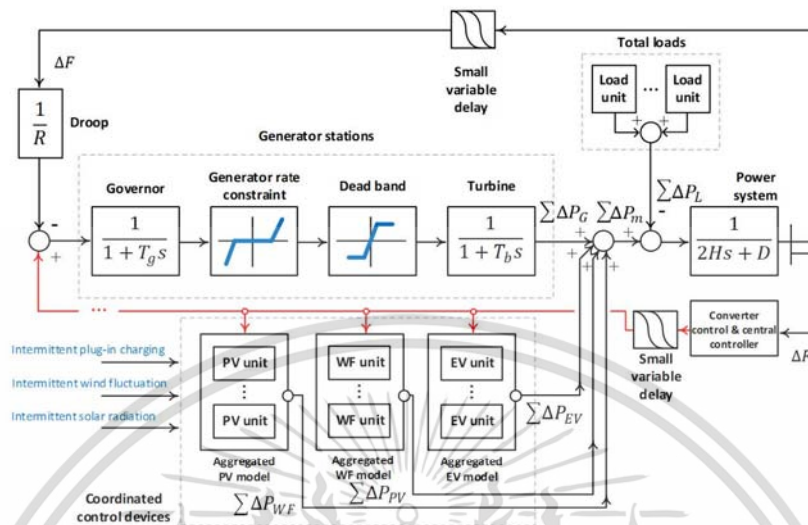 Total loads
ΔF
Small variable delay
Load unit
...
Load unit
1/R
Droop
+
+
Generator stations
Governor
Generator rate constraint
Dead band
Turbine
∑ΔP_G
∑ΔP_m
∑ΔP_L
Power system
-
+
1/(1 + T_g s)
1/(1 + T_b s)
+
+
+
+
+
-
1/(2Hs + D)
...
Converter control & central controller
Small variable delay
ΔF
Intermittent plug-in charging
Intermittent wind fluctuation
Intermittent solar radiation
PV unit
WF unit
EV unit
⋮
⋮
⋮
PV unit
WF unit
EV unit
∑ΔP_EV
Aggregated PV model
Aggregated WF model
Aggregated EV model
∑ΔP_WF
∑ΔP_PV
Coordinated control devices